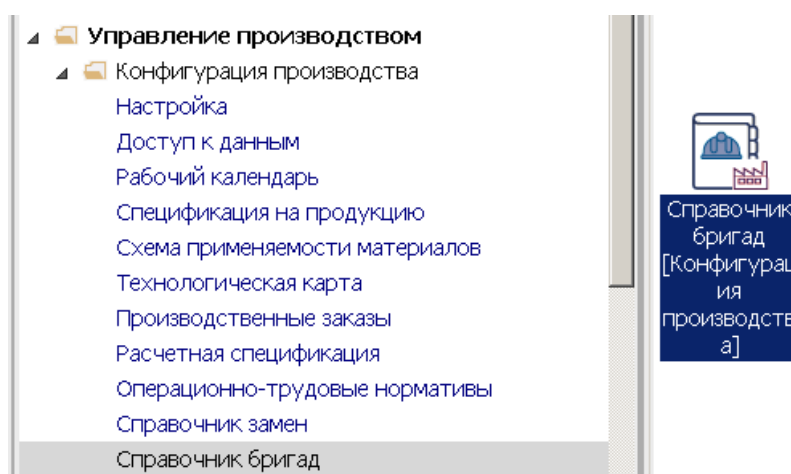 Управление производством
Конфигурация производства
Настройка
Доступ к данным
Рабочий календарь
Спецификация на продукцию
Схема применяемости материалов
Технологическая карта
Производственные заказы
Расчетная спецификация
Операционно-трудовые нормативы
Справочник замен
Справочник бригад
Справочник
бригад
[Конфигурац
ия
производств
а]